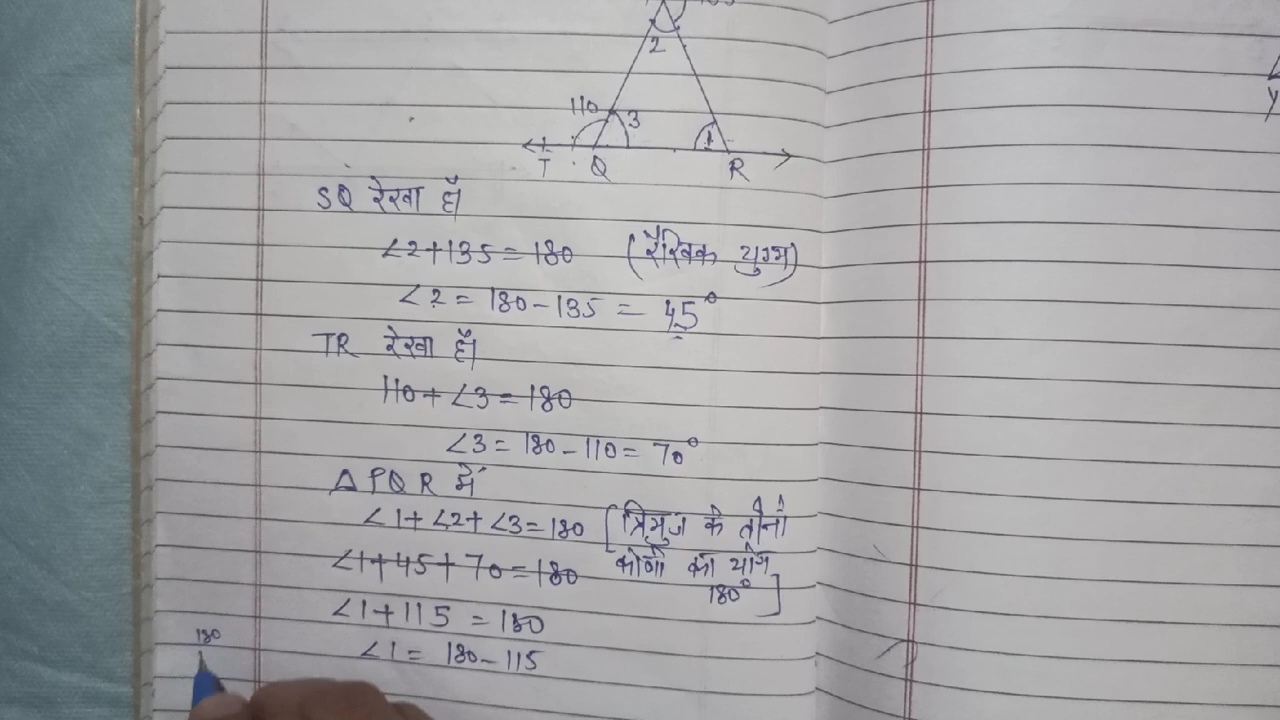 2
110 3 1
T Q R
Y
SQ रेखा है।
∠2+135=180 (रैखिक युग्म)
∠2 = 180-135 = 45°
TR रेखा है।
110+∠3=180
∠3=180-110=70°
△PQR में
∠1+∠2+∠3=180 [त्रिभुज के तीनों
∠1+45+70=180 कोणों का योग
180°]
∠1+115=180
180
∠1= 180-115